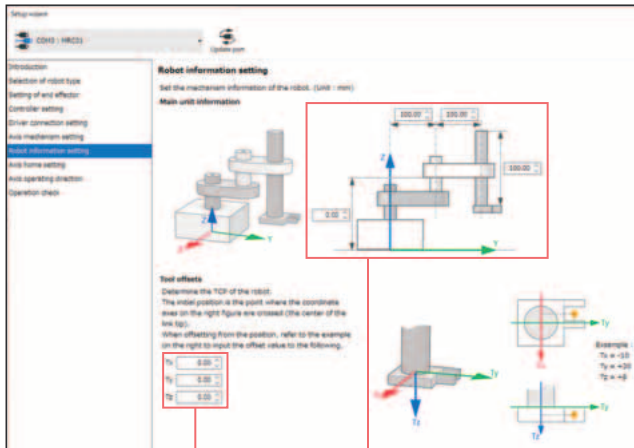 Setup wizard
COM3 : MRC01
Update port
Introduction
Selection of robot type
Setting of end effector
Controller setting
Driver connection setting
Axis mechanism setting
Robot information setting
Axis home setting
Axis operating direction
Operation check
Robot information setting
Set the mechanism information of the robot. (Unit : mm)
Main unit information
Z
X
Y
100.00
100.00
Z
100.00
0.00
Y
Tool offsets
Determine the TCP of the robot.
The initial position is the point where the coordinate
axes on the right figure are crossed (the center of the
link tip).
When offsetting from the position, refer to the example
on the right to input the offset value to the following.
Tx 0.00
Ty 0.00
Tz 0.00
Ty
Tz
Ty
Tx
Example :
Tx = -10
Ty = +20
Ty
Tz